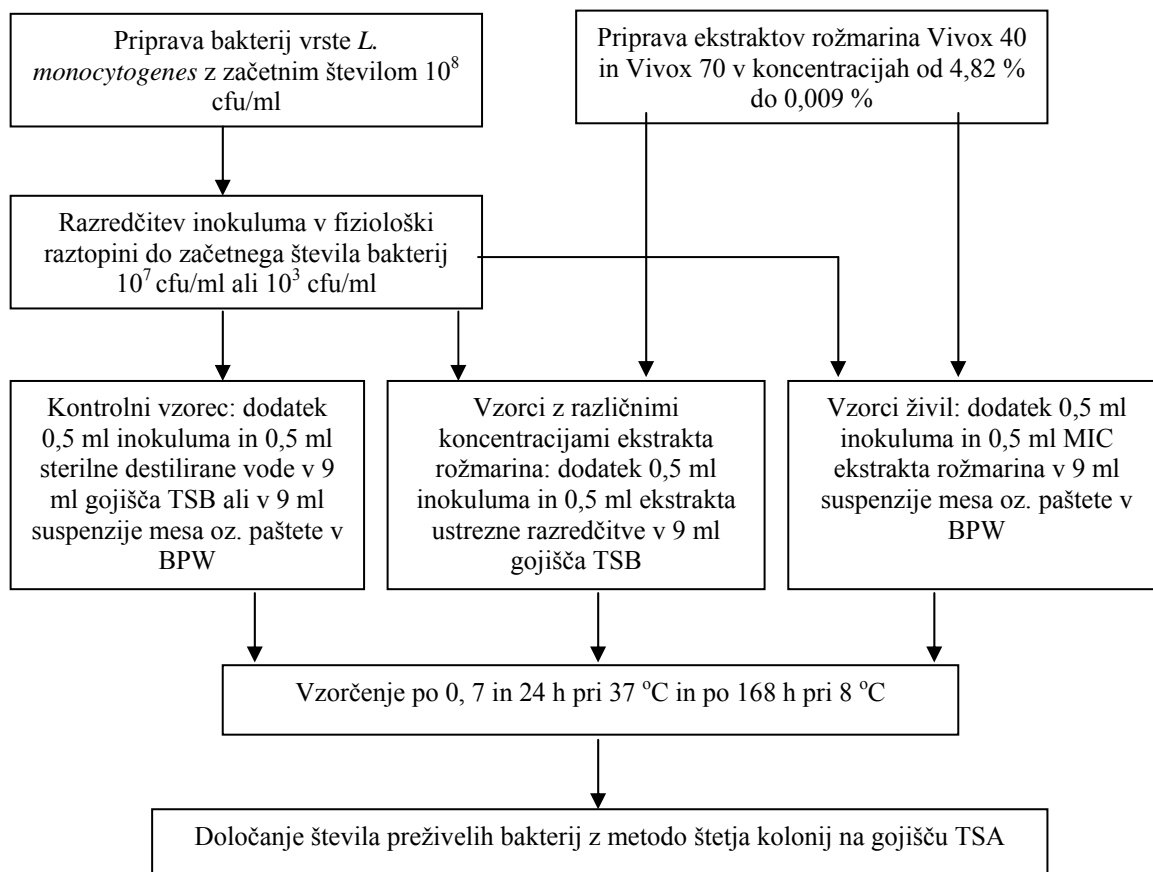 Priprava bakterij vrste L.
monocytogenes z začetnim številom 10⁸
cfu/ml
Priprava ekstraktov rožmarina Vivox 40
in Vivox 70 v koncentracijah od 4,82 %
do 0,009 %
Razredčitev inokuluma v fiziološki
raztopini do začetnega števila bakterij
10⁷ cfu/ml ali 10³ cfu/ml
Kontrolni vzorec: dodatek
0,5 ml inokuluma in 0,5 ml
sterilne destilirane vode v 9
ml gojišča TSB ali v 9 ml
suspenzije mesa oz. paštete v
BPW
Vzorci z različnimi
koncentracijami ekstrakta
rožmarina: dodatek 0,5 ml
inokuluma in 0,5 ml ekstrakta
ustrezne razredčitve v 9 ml
gojišča TSB
Vzorci živil: dodatek 0,5 ml
inokuluma in 0,5 ml MIC
ekstrakta rožmarina v 9 ml
suspenzije mesa oz. paštete v
BPW
Vzorčenje po 0, 7 in 24 h pri 37 °C in po 168 h pri 8 °C
Določanje števila preživelih bakterij z metodo štetja kolonij na gojišču TSA